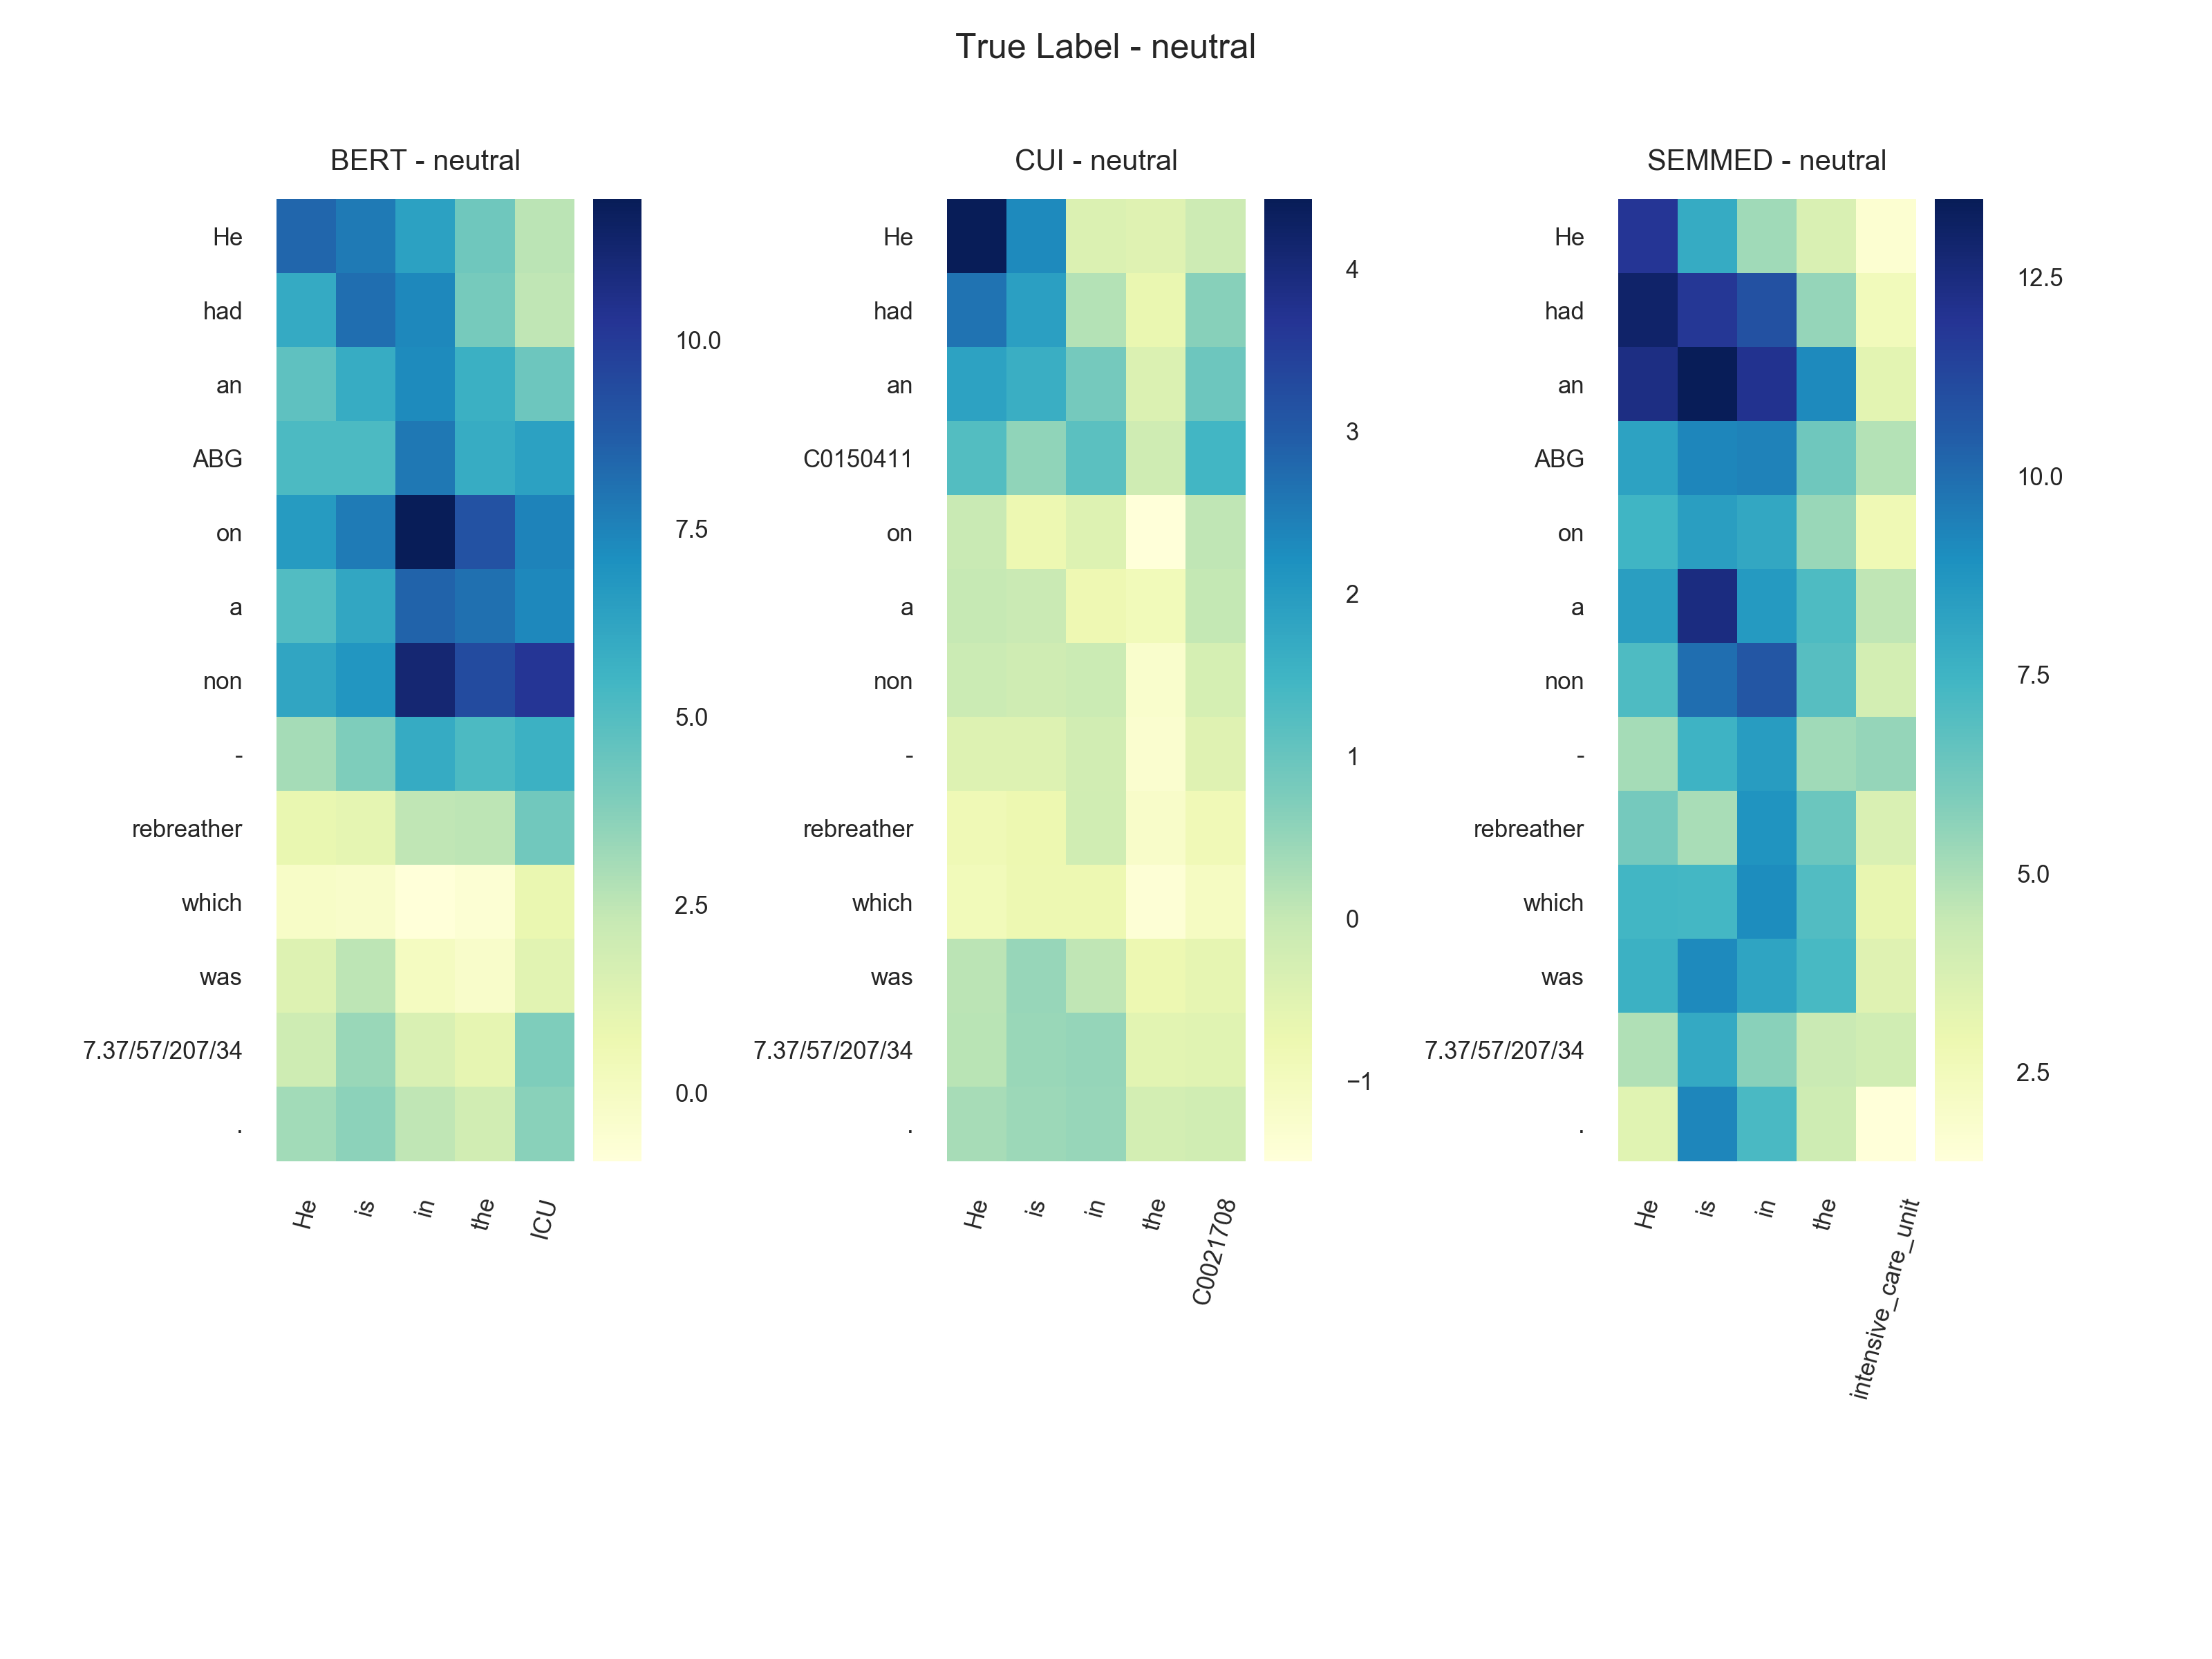 True Label - neutral
BERT - neutral
He
had
an
ABG
on
a
non
-
rebreather
which
was
7.37/57/207/34
.
He
is
in
the
ICU
10.0
7.5
5.0
2.5
0.0
CUI - neutral
He
had
an
C0150411
on
a
non
-
rebreather
which
was
7.37/57/207/34
.
He
is
in
the
C0021708
4
3
2
1
0
−1
SEMMED - neutral
He
had
an
ABG
on
a
non
-
rebreather
which
was
7.37/57/207/34
.
He
is
in
the
intensive_care_unit
12.5
10.0
7.5
5.0
2.5